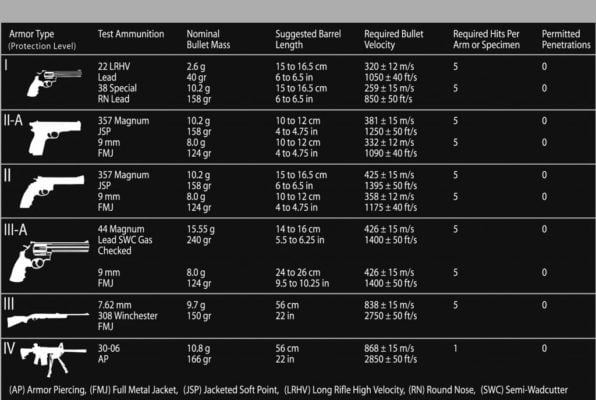 Armor Type Test Ammunition Nominal Suggested Barrel Required Bullet Required Hits Per Permitted
(Protection Level) Bullet Mass Length Velocity Arm or Specimen Penetrations
I 22 LRHV 2.6 g 15 to 16.5 cm 320 ± 12 m/s 5 0
Lead 40 gr 6 to 6.5 in 1050 ± 40 ft/s
38 Special 10.2 g 15 to 16.5 cm 259 ± 15 m/s 5 0
RN Lead 158 gr 6 to 6.5 in 850 ± 50 ft/s
II-A 357 Magnum 10.2 g 10 to 12 cm 381 ± 15 m/s 5 0
JSP 158 gr 4 to 4.75 in 1250 ± 50 ft/s
9 mm 8.0 g 10 to 12 cm 332 ± 12 m/s 5 0
FMJ 124 gr 4 to 4.75 in 1090 ± 40 ft/s
II 357 Magnum 10.2 g 15 to 16.5 cm 425 ± 15 m/s 5 0
JSP 158 gr 6 to 6.5 in 1395 ± 50 ft/s
9 mm 8.0 g 10 to 12 cm 358 ± 12 m/s 5 0
FMJ 124 gr 4 to 4.75 in 1175 ± 40 ft/s
III-A 44 Magnum 15.55 g 14 to 16 cm 426 ± 15 m/s 5 0
Lead SWC Gas 240 gr 5.5 to 6.25 in 1400 ± 50 ft/s
Checked
9 mm 8.0 g 24 to 26 cm 426 ± 15 m/s 5 0
FMJ 124 gr 9.5 to 10.25 in 1400 ± 50 ft/s
III 7.62 mm 9.7 g 56 cm 838 ± 15 m/s 5 0
308 Winchester 150 gr 22 in 2750 ± 50 ft/s
FMJ
IV 30-06 10.8 g 56 cm 868 ± 15 m/s 1 0
AP 166 gr 22 in 2850 ± 50 ft/s
(AP) Armor Piercing, (FMJ) Full Metal Jacket, (JSP) Jacketed Soft Point, (LRHV) Long Rifle High Velocity, (RN) Round Nose, (SWC) Semi-Wadcutter